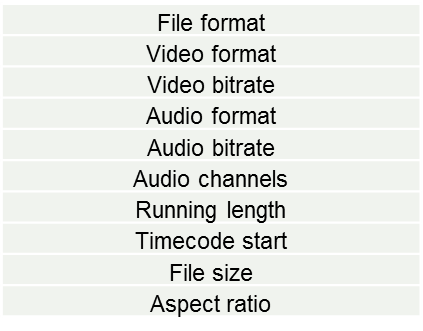 File format
Video format
Video bitrate
Audio format
Audio bitrate
Audio channels
Running length
Timecode start
File size
Aspect ratio